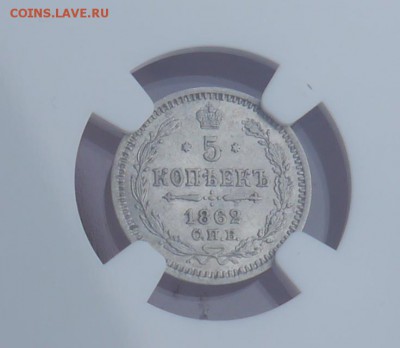 COINS.LAVE.RU
5
КОПѢЕКЪ
1862
С.П.Б.